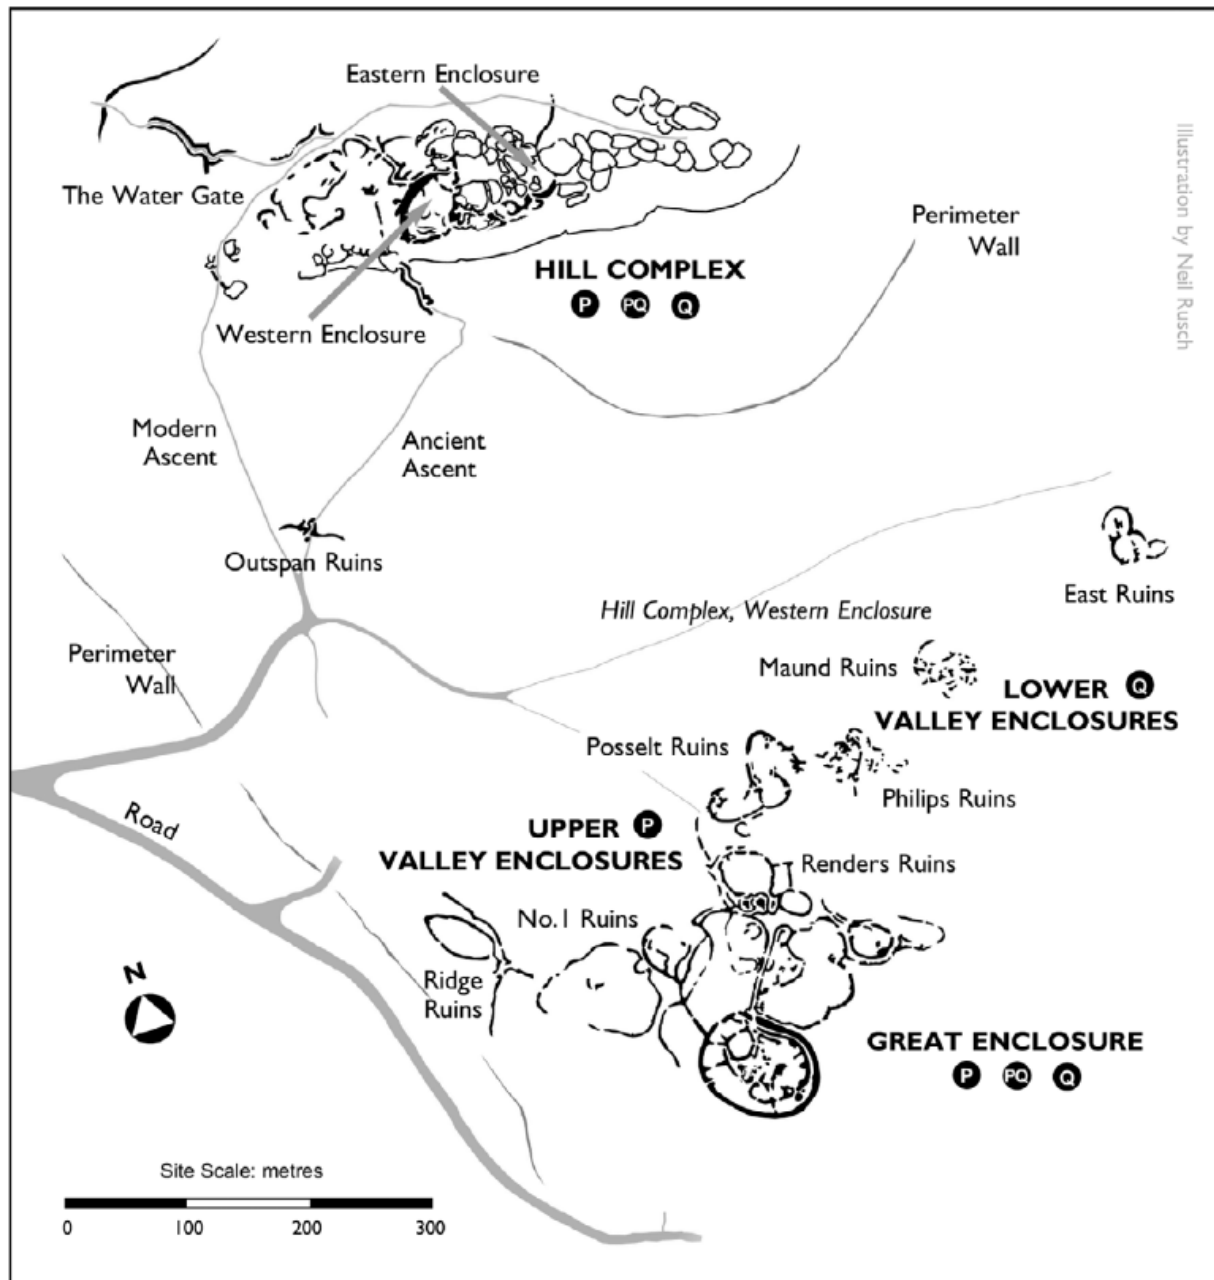 Eastern Enclosure
The Water Gate
Illustration by Neil Rusch
Perimeter
Wall
HILL COMPLEX
P PQ Q
Western Enclosure
Modern
Ascent
Ancient
Ascent
Outspan Ruins
Hill Complex, Western Enclosure
East Ruins
Perimeter
Wall
Maund Ruins
LOWER Q
VALLEY ENCLOSURES
Posselt Ruins
Philips Ruins
Road
UPPER P
VALLEY ENCLOSURES
Renders Ruins
No.1 Ruins
Ridge
Ruins
N
GREAT ENCLOSURE
P PQ Q
Site Scale: metres
0 100 200 300